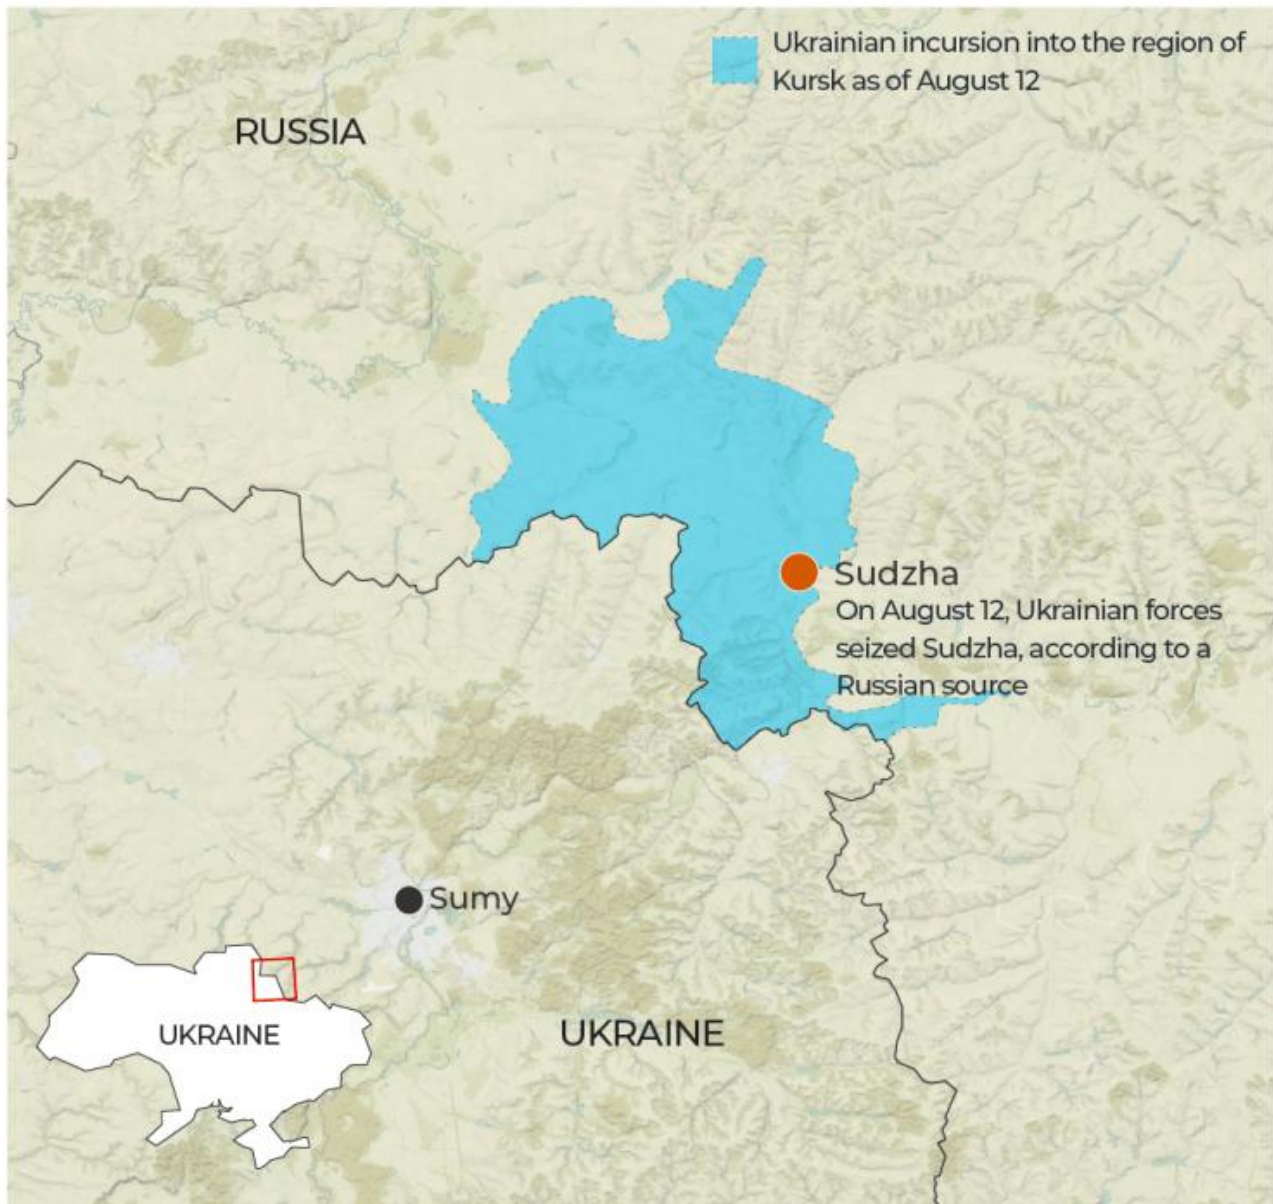 Ukrainian incursion into the region of
Kursk as of August 12
RUSSIA
Sudzha
On August 12, Ukrainian forces
seized Sudzha, according to a
Russian source
Sumy
UKRAINE
UKRAINE